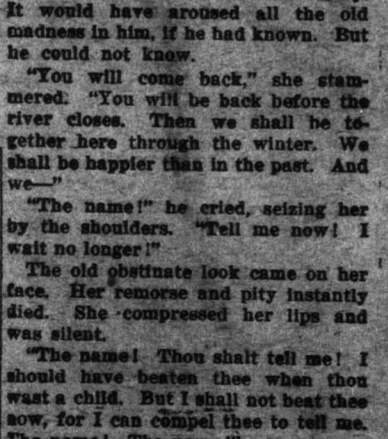 It would have aroused all the old
madness in him, if he had known. But
he could not know.
"You will come back," she stam-
mered. "You will be back before the
river closes. Then we shall be to-
gether here through the winter. We
shall be happier than in the past. And
we—"
"The name!" he cried, seizing her
by the shoulders. "Tell me now! I
wait no longer!"
The old obstinate look came on her
face. Her remorse and pity instantly
died. She compressed her lips and
was silent.
"The name! Thou shalt tell me! I
should have beaten thee when thou
wast a child. But I shall not beat thee
now, for I can compel thee to tell me.
The name!